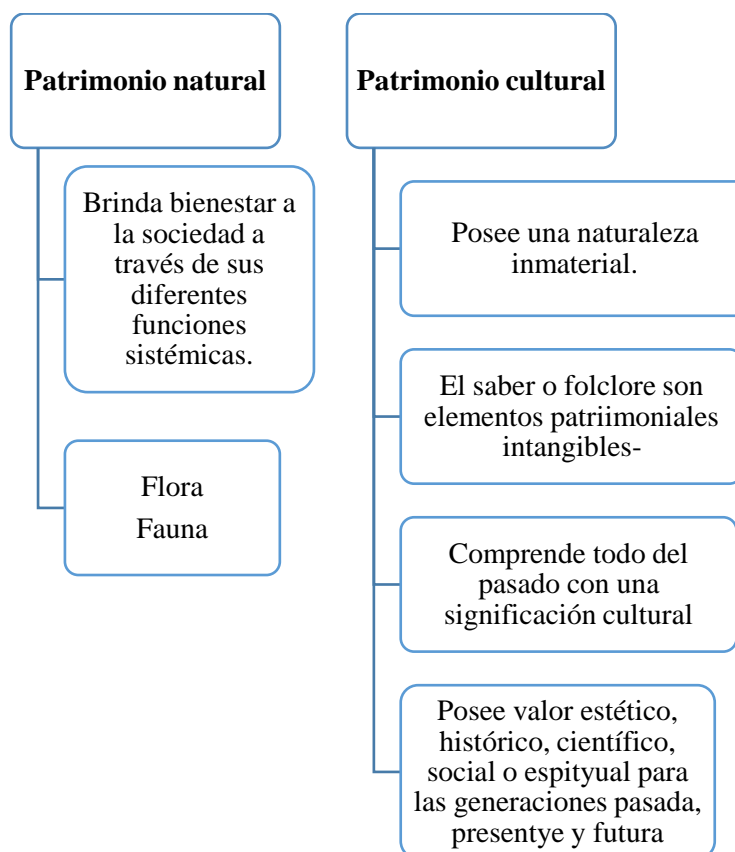 Patrimonio natural
Brinda bienestar a
la sociedad a
través de sus
diferentes
funciones
sistémicas.
Flora
Fauna
Patrimonio cultural
Posee una naturaleza
inmaterial.
El saber o folclore son
elementos patriimoniales
intangibles-
Comprende todo del
pasado con una
significación cultural
Posee valor estético,
histórico, científico,
social o espityual para
las generaciones pasada,
presentye y futura